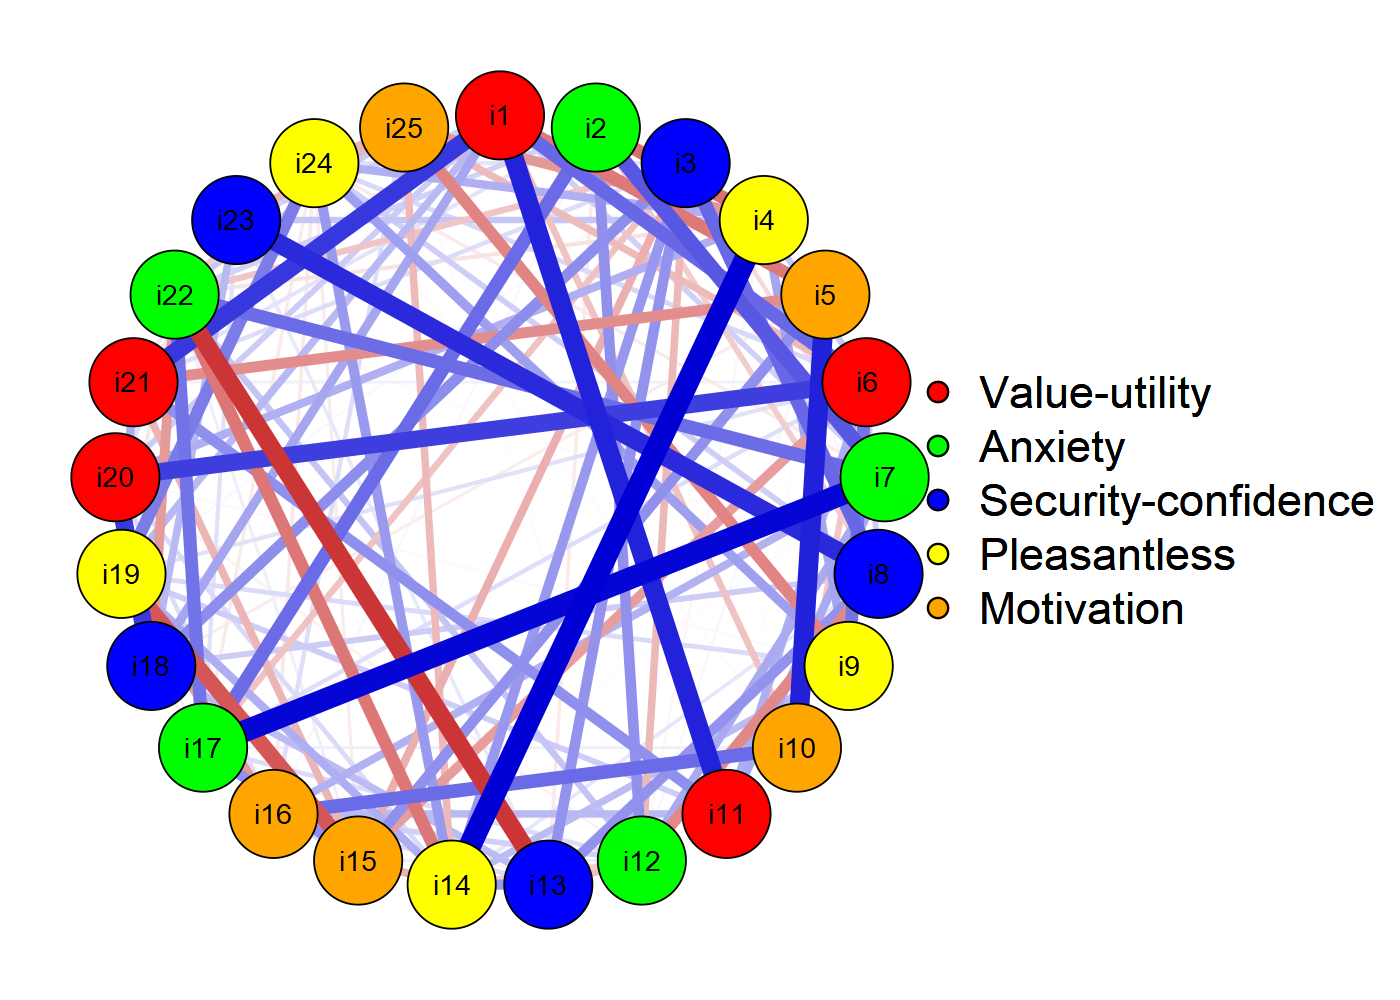 i1
i2
i3
i4
i5
i6
i7
i8
i9
i10
i11
i12
i13
i14
i15
i16
i17
i18
i19
i20
i21
i22
i23
i24
i25
Value-utility
Anxiety
Security-confidence
Pleasantless
Motivation